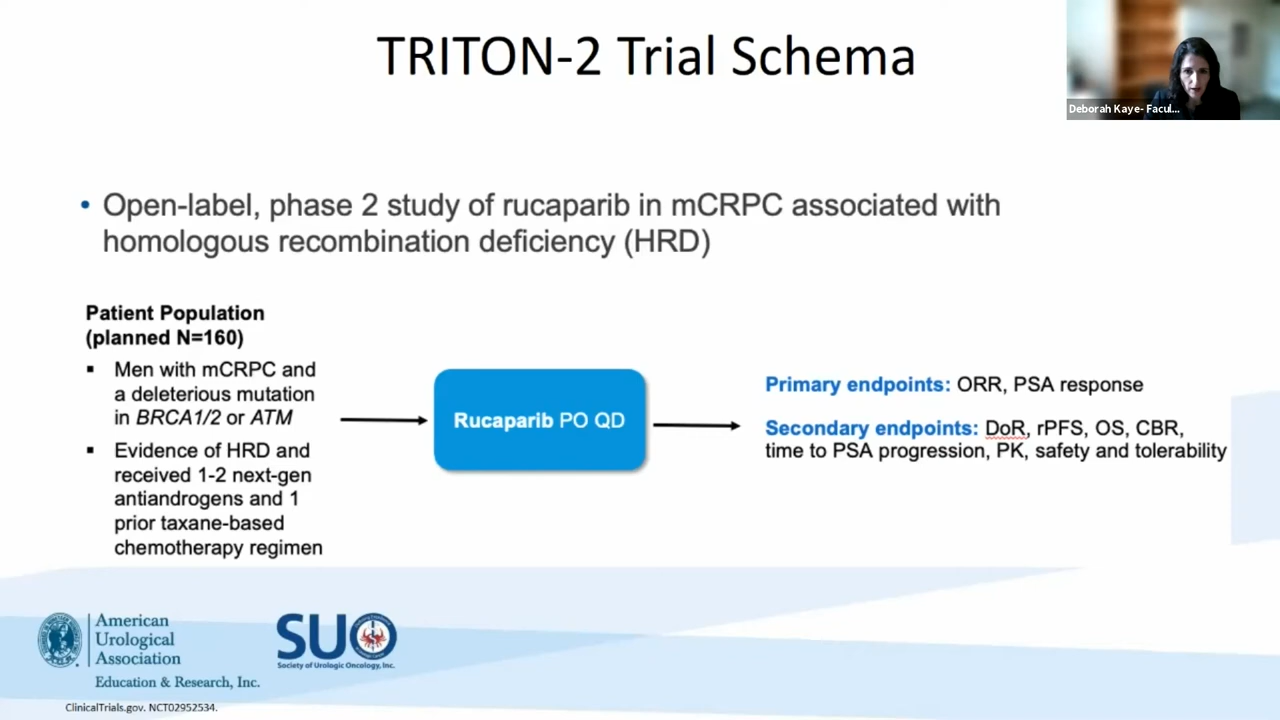 TRITON-2 Trial Schema
Deborah Kaye- Facul...
• Open-label, phase 2 study of rucaparib in mCRPC associated with
homologous recombination deficiency (HRD)
Patient Population
(planned N=160)
▪ Men with mCRPC and
a deleterious mutation
in BRCA1/2 or ATM
▪ Evidence of HRD and
received 1-2 next-gen
antiandrogens and 1
prior taxane-based
chemotherapy regimen
Rucaparib PO QD
Primary endpoints: ORR, PSA response
Secondary endpoints: DoR, rPFS, OS, CBR,
time to PSA progression, PK, safety and tolerability
American
Urological
Association
Education & Research, Inc.
SUO
Society of Urologic Oncology, Inc.
ClinicalTrials.gov. NCT02952534.